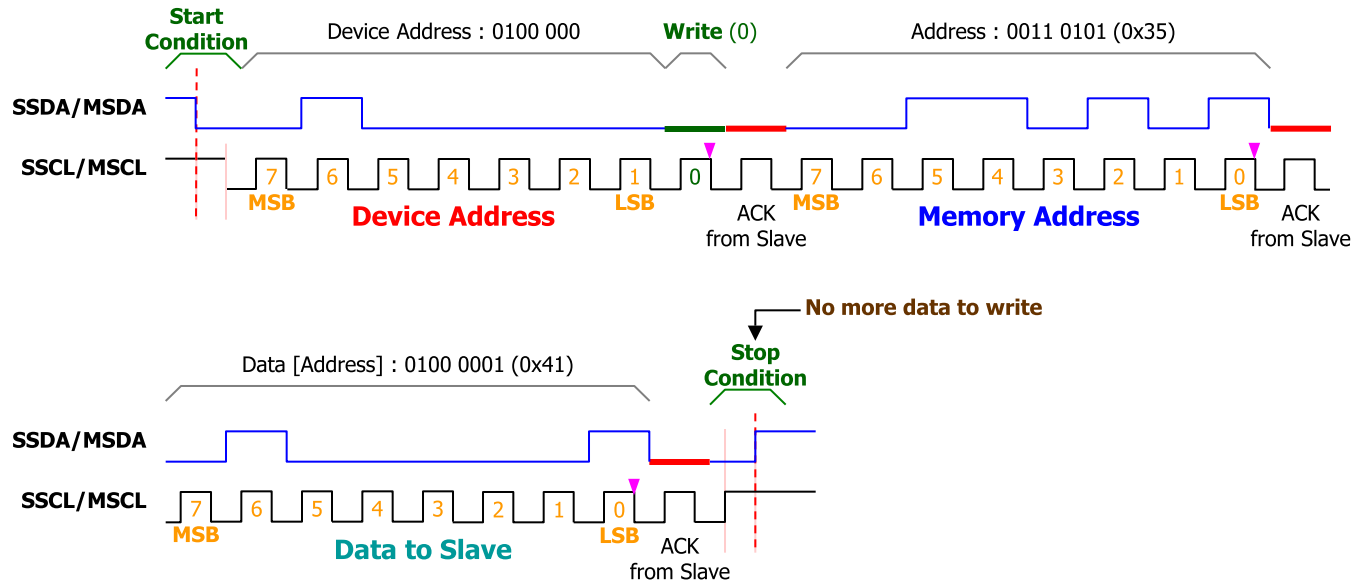 Start
Condition
Device Address : 0100 000
Write (0)
Address : 0011 0101 (0x35)
SSDA/MSDA
SSCL/MSCL
7 6 5 4 3 2 1 0 7 6 5 4 3 2 1 0
MSB LSB MSB LSB
Device Address
ACK
from Slave
Memory Address
ACK
from Slave
No more data to write
Stop
Condition
Data [Address] : 0100 0001 (0x41)
SSDA/MSDA
SSCL/MSCL
7 6 5 4 3 2 1 0
MSB LSB
Data to Slave
ACK
from Slave